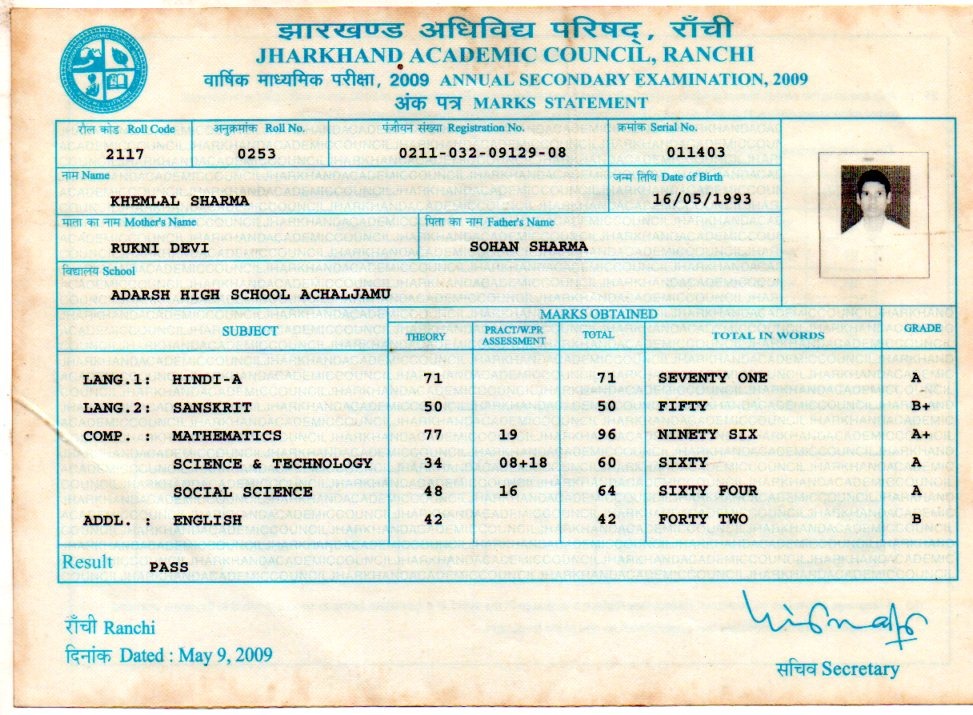 झारखण्ड अधिविद्य परिषद्, राँची
JHARKHAND ACADEMIC COUNCIL, RANCHI
वार्षिक माध्यमिक परीक्षा, 2009 ANNUAL SECONDARY EXAMINATION, 2009
अंक पत्र MARKS STATEMENT
रौल कोड Roll Code अनुक्रमांक Roll No. पंजीयन संख्या Registration No. क्रमांक Serial No.
2117 0253 0211-032-09129-08 011403
नाम Name जन्म तिथि Date of Birth
KHEMLAL SHARMA 16/05/1993
माता का नाम Mother's Name पिता का नाम Father's Name
RUKNI DEVI SOHAN SHARMA
विद्यालय School
ADARSH HIGH SCHOOL ACHALJAMU
SUBJECT MARKS OBTAINED GRADE
THEORY PRACT/W.PR ASSESSMENT TOTAL TOTAL IN WORDS
LANG.1: HINDI-A 71 71 SEVENTY ONE A
LANG.2: SANSKRIT 50 50 FIFTY B+
COMP. : MATHEMATICS 77 19 96 NINETY SIX A+
SCIENCE & TECHNOLOGY 34 08+18 60 SIXTY A
SOCIAL SCIENCE 48 16 64 SIXTY FOUR A
ADDL. : ENGLISH 42 42 FORTY TWO B
Result PASS
राँची Ranchi
दिनांक Dated : May 9, 2009
सचिव Secretary